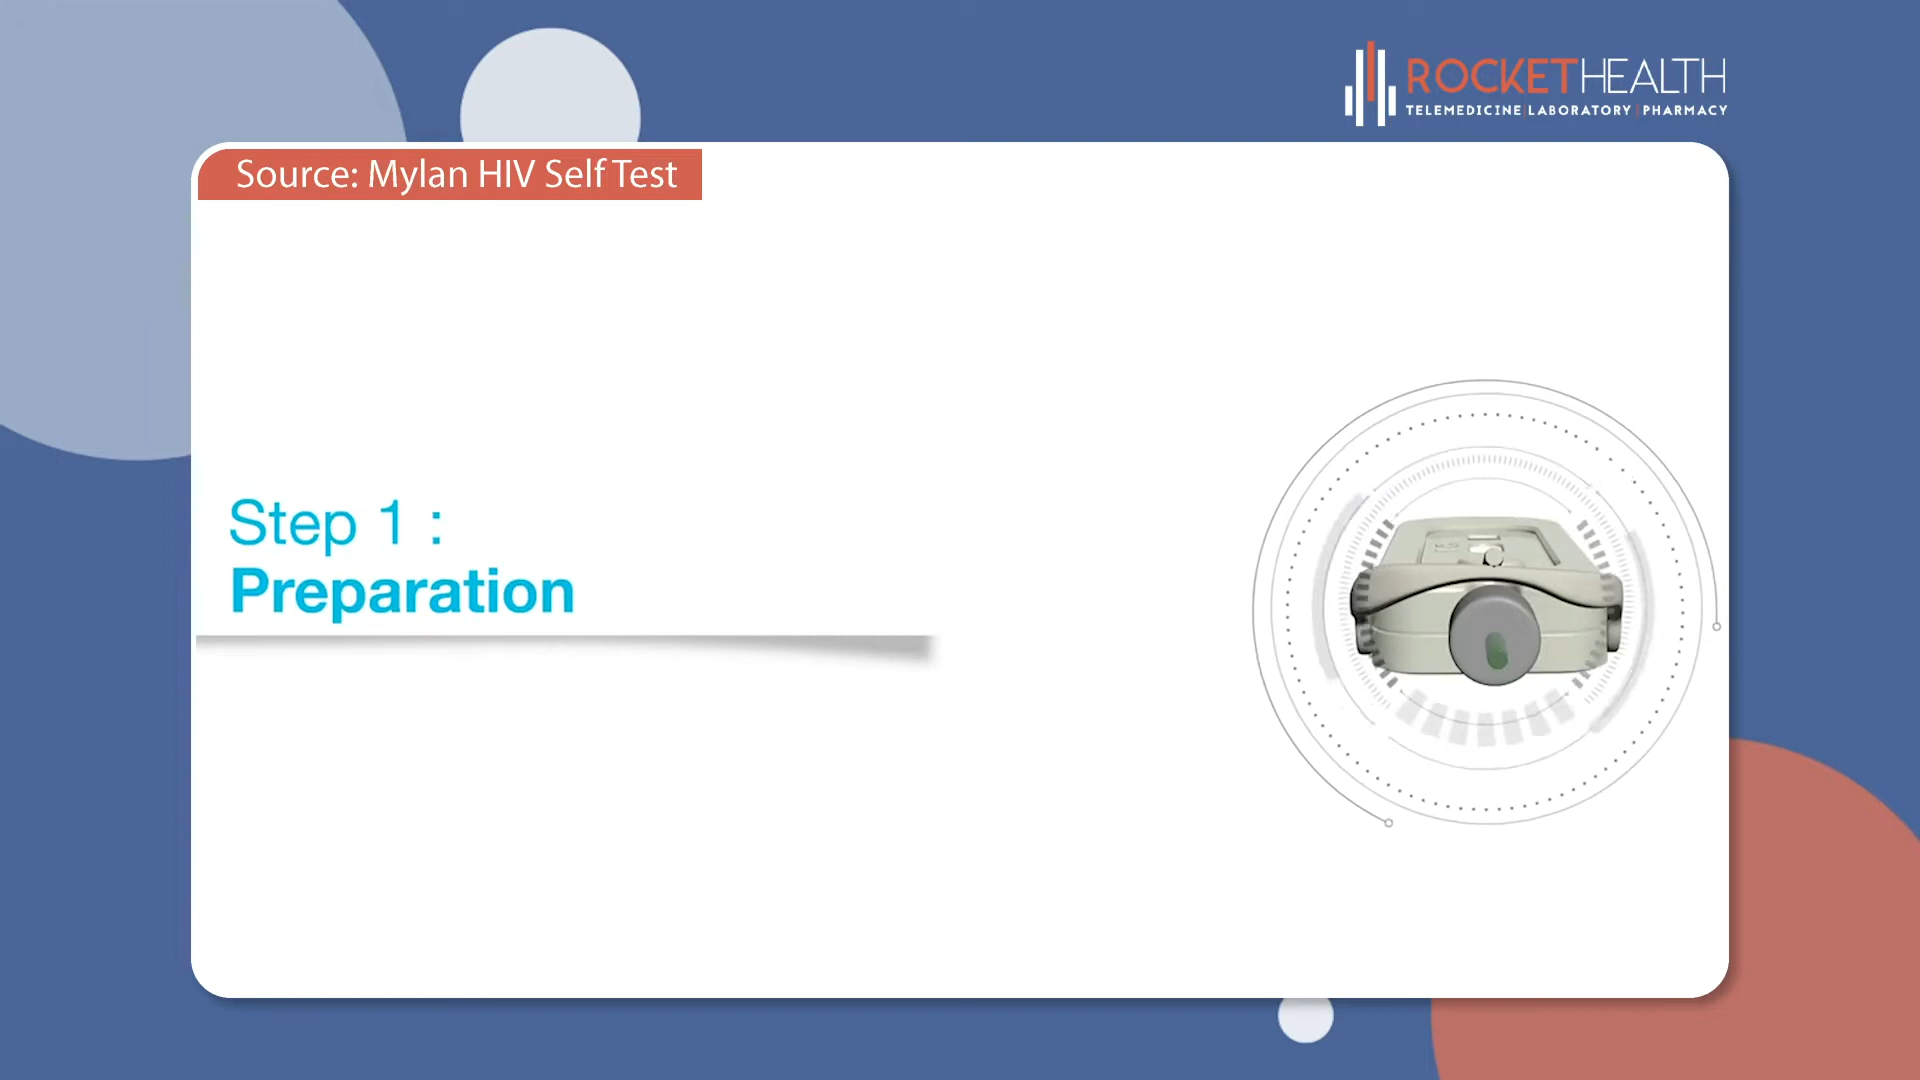 ROCKETHEALTH
TELEMEDICINE|LABORATORY|PHARMACY
Source: Mylan HIV Self Test
Step 1 :
Preparation